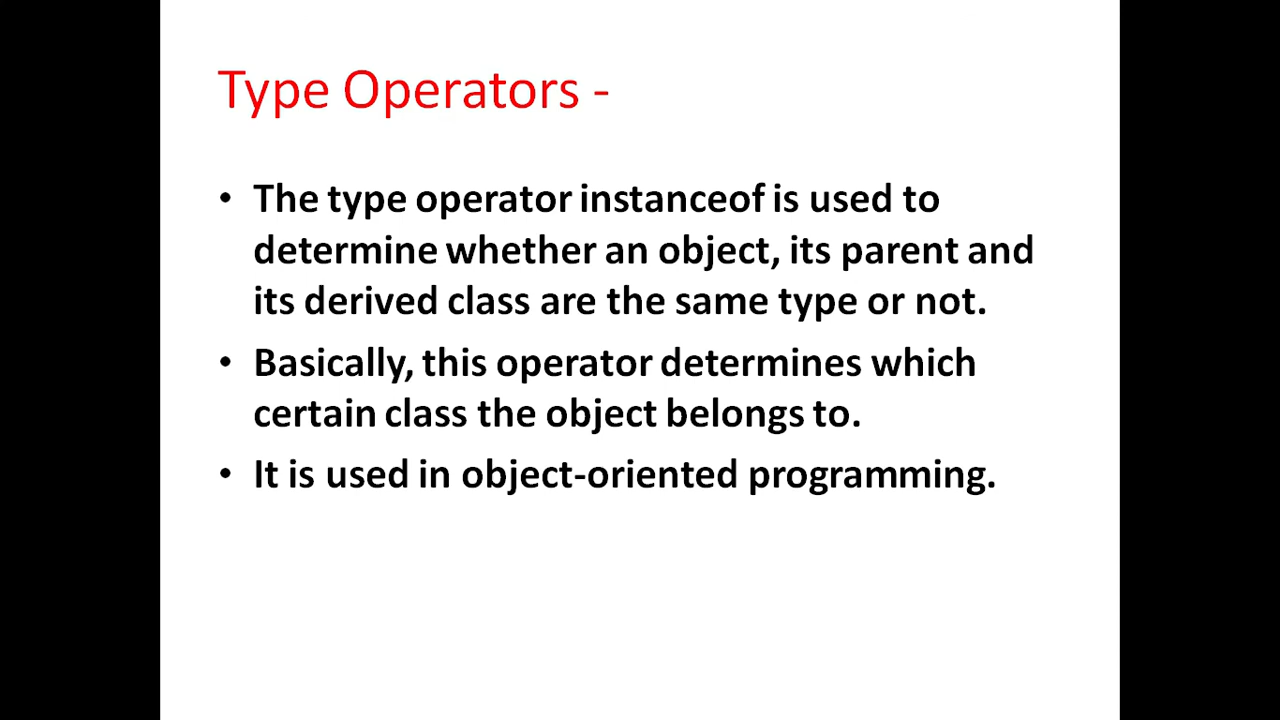 Type Operators -
• The type operator instanceof is used to
determine whether an object, its parent and
its derived class are the same type or not.
• Basically, this operator determines which
certain class the object belongs to.
• It is used in object-oriented programming.